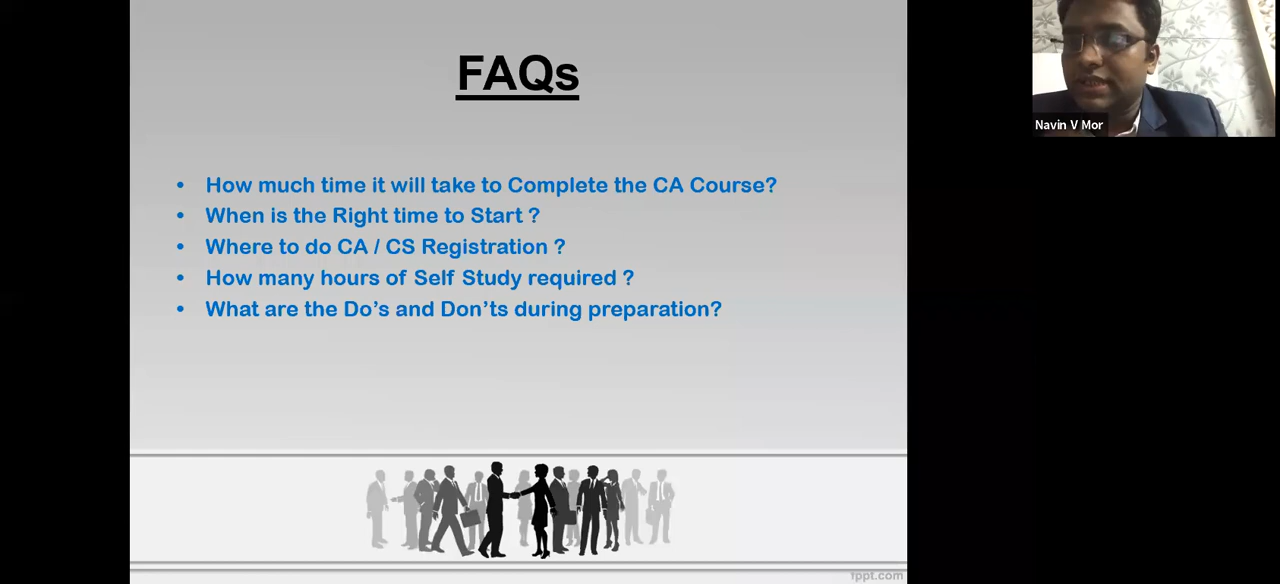 FAQs
Navin V Mor
• How much time it will take to Complete the CA Course?
• When is the Right time to Start ?
• Where to do CA / CS Registration ?
• How many hours of Self Study required ?
• What are the Do’s and Don’ts during preparation?
fppt.com